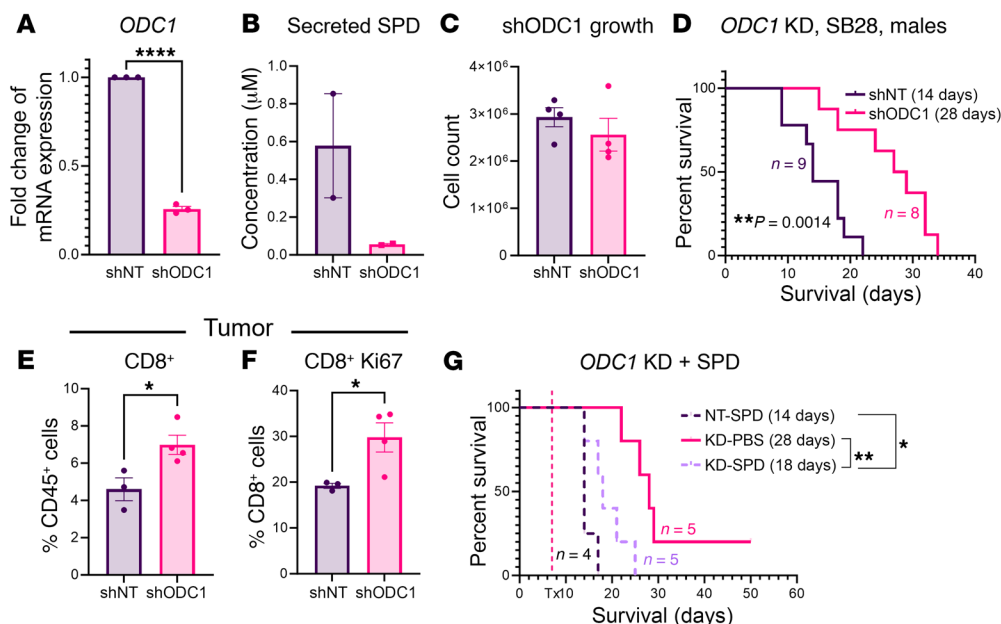 A
ODC1
****
Fold change of
mRNA expression
1.0
0.5
0.0
shNT
shODC1
B
Secreted SPD
Concentration (μM)
1.0
0.8
0.6
0.4
0.2
0.0
shNT
shODC1
C
shODC1 growth
Cell count
4×10⁶
3×10⁶
2×10⁶
1×10⁶
0
shNT
shODC1
D
ODC1 KD, SB28, males
Percent survival
100
50
0
shNT (14 days)
shODC1 (28 days)
n = 9
n = 8
**P = 0.0014
0
10
20
30
40
Survival (days)
Tumor
E
CD8⁺
*
% CD45⁺ cells
10
8
6
4
2
0
shNT
shODC1
F
CD8⁺ Ki67
*
% CD8⁺ cells
40
30
20
10
0
shNT
shODC1
G
ODC1 KD + SPD
Percent survival
100
50
0
NT-SPD (14 days)
KD-PBS (28 days)
KD-SPD (18 days)
**
*
n = 5
n = 4
n = 5
0
Tx
10
20
30
40
50
60
Survival (days)